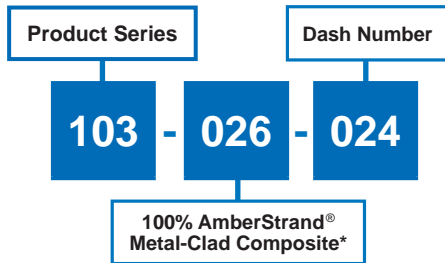 Product Series
Dash Number
103 - 026 - 024
100% AmberStrand®
Metal-Clad Composite*